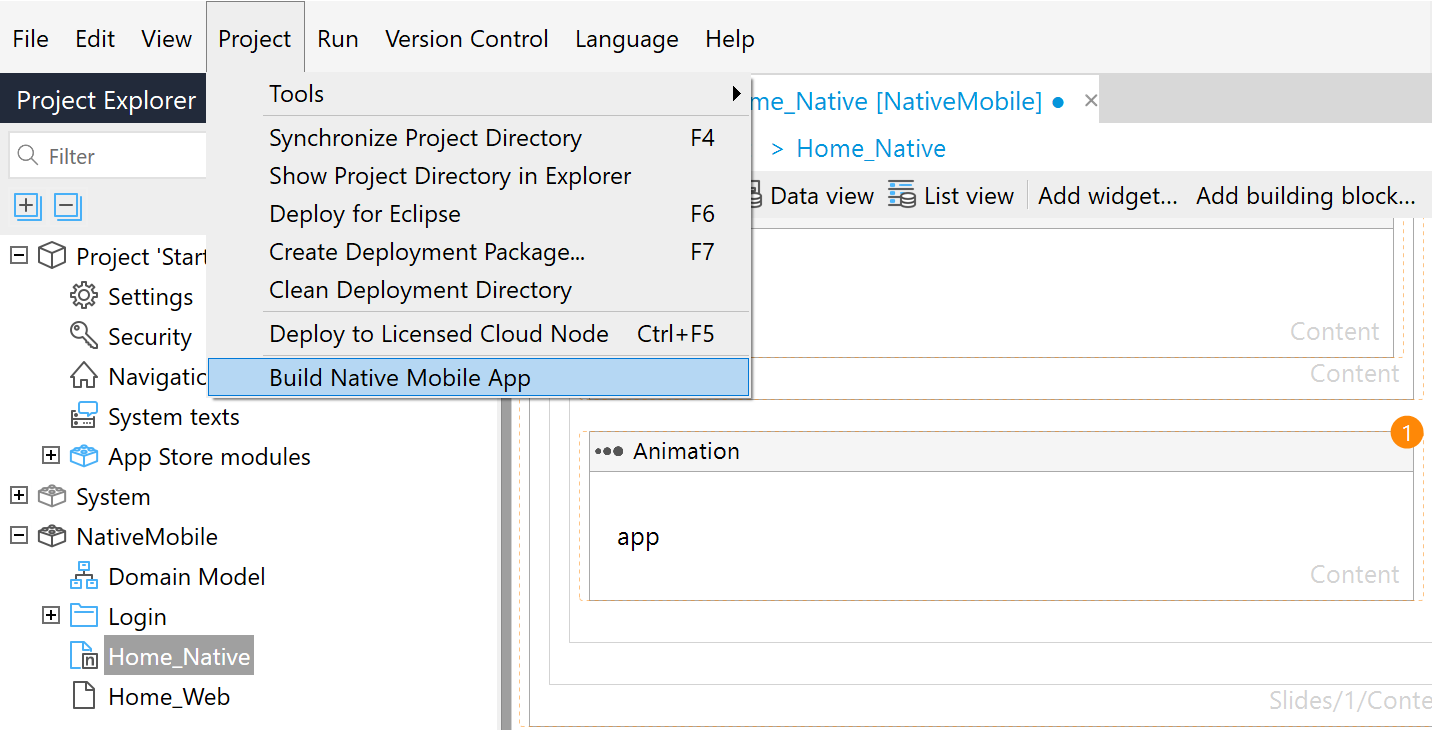 File Edit View Project Run Version Control Language Help
Project Explorer
Filter
Project 'Start
Settings
Security
Navigatic
System texts
App Store modules
System
NativeMobile
Domain Model
Login
Home_Native
Home_Web
Tools
Synchronize Project Directory F4
Show Project Directory in Explorer
Deploy for Eclipse F6
Create Deployment Package... F7
Clean Deployment Directory
Deploy to Licensed Cloud Node Ctrl+F5
Build Native Mobile App
me_Native [NativeMobile]
> Home_Native
Data view List view Add widget... Add building block...
Content
Content
1
Animation
app
Content
Slides/1/Conte